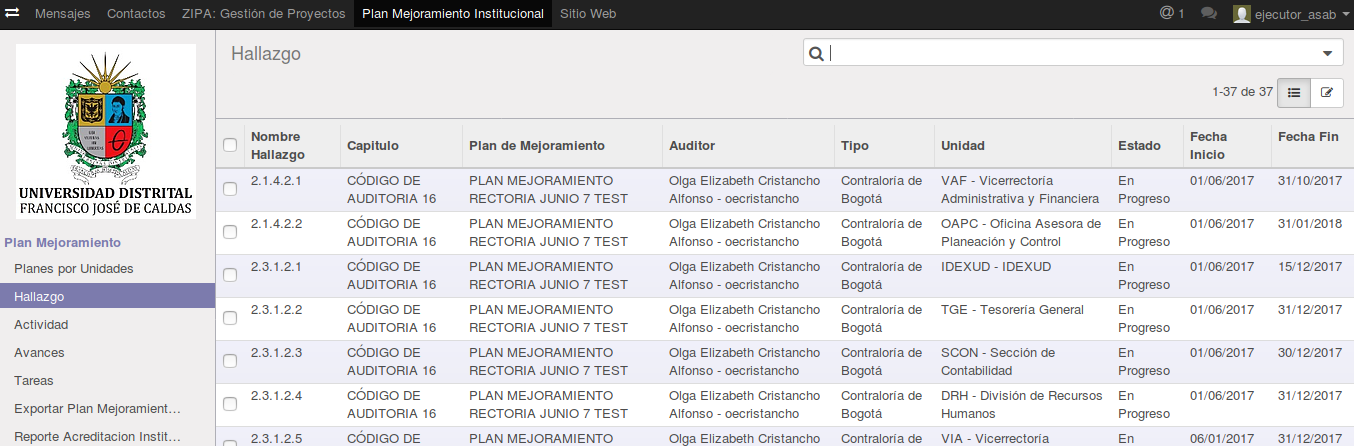 Mensajes Contactos ZIPA: Gestión de Proyectos Plan Mejoramiento Institucional Sitio Web @ 1 ejecutor_asab
UNIVERSIDAD DISTRITAL
FRANCISCO JOSÉ DE CALDAS
Plan Mejoramiento
Planes por Unidades
Hallazgo
Actividad
Avances
Tareas
Exportar Plan Mejoramient...
Reporte Acreditacion Instit...
Hallazgo
1-37 de 37
Nombre Hallazgo Capitulo Plan de Mejoramiento Auditor Tipo Unidad Estado Fecha Inicio Fecha Fin
2.1.4.2.1 CÓDIGO DE AUDITORIA 16 PLAN MEJORAMIENTO RECTORIA JUNIO 7 TEST Olga Elizabeth Cristancho Alfonso - oecristancho Contraloría de Bogotá VAF - Vicerrectoría Administrativa y Financiera En Progreso 01/06/2017 31/10/2017
2.1.4.2.2 CÓDIGO DE AUDITORIA 16 PLAN MEJORAMIENTO RECTORIA JUNIO 7 TEST Olga Elizabeth Cristancho Alfonso - oecristancho Contraloría de Bogotá OAPC - Oficina Asesora de Planeación y Control En Progreso 01/06/2017 31/01/2018
2.3.1.2.1 CÓDIGO DE AUDITORIA 16 PLAN MEJORAMIENTO RECTORIA JUNIO 7 TEST Olga Elizabeth Cristancho Alfonso - oecristancho Contraloría de Bogotá IDEXUD - IDEXUD En Progreso 01/06/2017 15/12/2017
2.3.1.2.2 CÓDIGO DE AUDITORIA 16 PLAN MEJORAMIENTO RECTORIA JUNIO 7 TEST Olga Elizabeth Cristancho Alfonso - oecristancho Contraloría de Bogotá TGE - Tesorería General En Progreso 01/06/2017 31/12/2017
2.3.1.2.3 CÓDIGO DE AUDITORIA 16 PLAN MEJORAMIENTO RECTORIA JUNIO 7 TEST Olga Elizabeth Cristancho Alfonso - oecristancho Contraloría de Bogotá SCON - Sección de Contabilidad En Progreso 01/06/2017 30/12/2017
2.3.1.2.4 CÓDIGO DE AUDITORIA 16 PLAN MEJORAMIENTO RECTORIA JUNIO 7 TEST Olga Elizabeth Cristancho Alfonso - oecristancho Contraloría de Bogotá DRH - División de Recursos Humanos En Progreso 01/06/2017 31/12/2017
2.3.1.2.5 CÓDIGO DE PLAN MEJORAMIENTO Olga Elizabeth Cristancho Contraloría de VIA - Vicerrectoría En 06/01/2017 31/12/2017